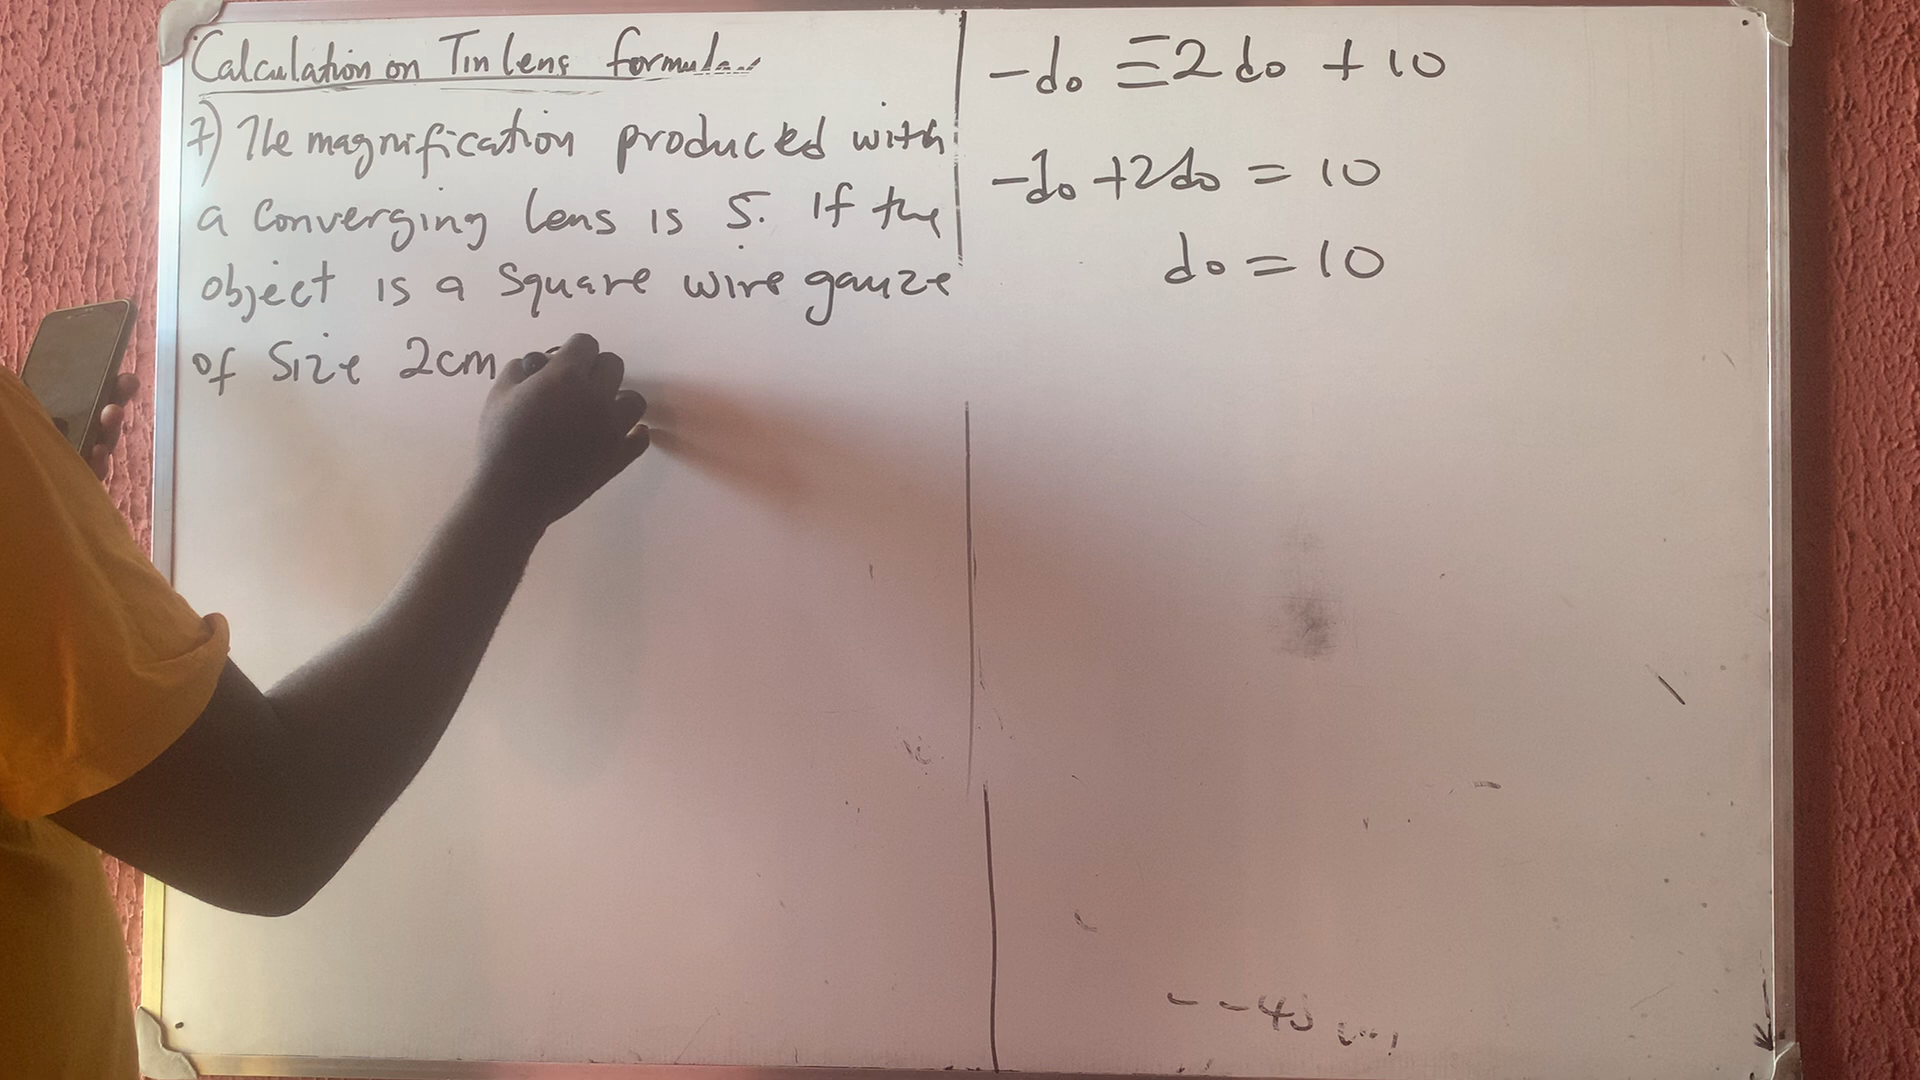 Calculation on Tin lens formula
7) The magnification produced with
a converging lens is 5. If the
object is a square wire gauze
of size 2cm
-do = 2do + 10
-do + 2do = 10
do = 10